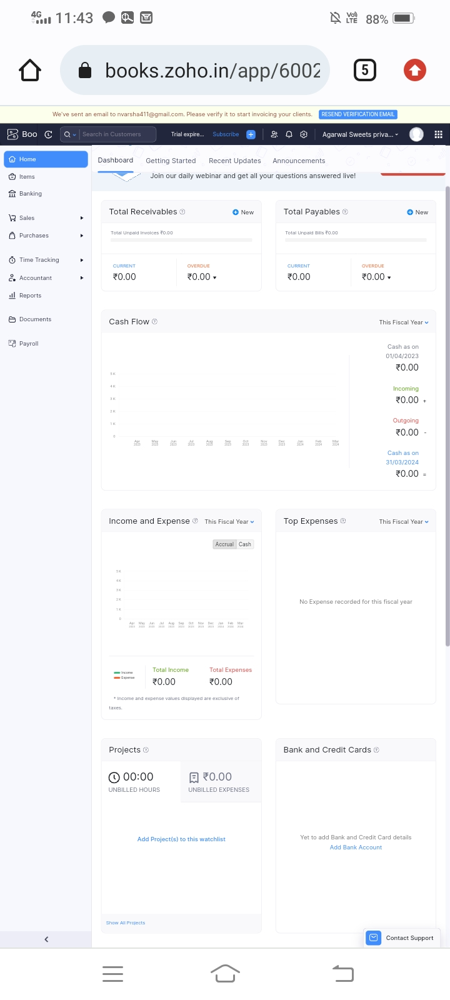 4G 11:43 Vo) LTE 88%
books.zoho.in/app/6002 5
We've sent an email to nvarsha411@gmail.com. Please verify it to start invoicing your clients. RESEND VERIFICATION EMAIL
Boo Search in Customers Trial expire... Subscribe Agarwal Sweets priva...
Home
Items
Banking
Sales
Purchases
Time Tracking
Accountant
Reports
Documents
Payroll
Dashboard Getting Started Recent Updates Announcements
Join our daily webinar and get all your questions answered live!
Total Receivables New
Total Unpaid Invoices ₹0.00
CURRENT OVERDUE
₹0.00 ₹0.00
Total Payables New
Total Unpaid Bills ₹0.00
CURRENT OVERDUE
₹0.00 ₹0.00
Cash Flow This Fiscal Year
5 K
4 K
3 K
2 K
1 K
0
Apr May Jun Jul Aug Sep Oct Nov Dec Jan Feb Mar
2023 2023 2023 2023 2023 2023 2023 2023 2023 2024 2024 2024
Cash as on
01/04/2023
₹0.00
Incoming
₹0.00 +
Outgoing
₹0.00 -
Cash as on
31/03/2024
₹0.00 =
Income and Expense This Fiscal Year
Accrual Cash
5 K
4 K
3 K
2 K
1 K
0
Apr May Jun Jul Aug Sep Oct Nov Dec Jan Feb Mar
2023 2023 2023 2023 2023 2023 2023 2023 2023 2024 2024 2024
Income
Expense
Total Income Total Expenses
₹0.00 ₹0.00
* Income and expense values displayed are exclusive of
taxes.
Top Expenses This Fiscal Year
No Expense recorded for this fiscal year
Projects
00:00 ₹0.00
UNBILLED HOURS UNBILLED EXPENSES
Add Project(s) to this watchlist
Show All Projects
Bank and Credit Cards
Yet to add Bank and Credit Card details
Add Bank Account
Contact Support